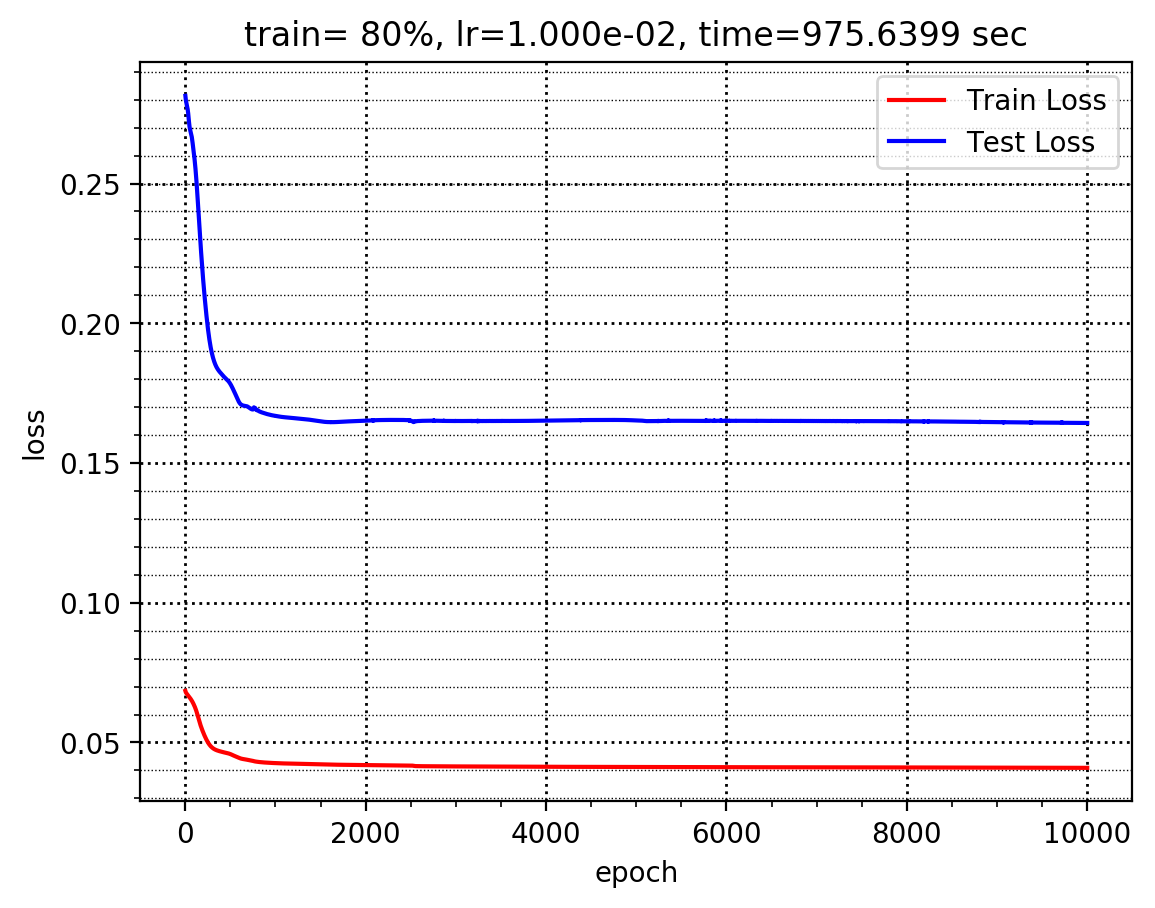 train= 80%, lr=1.000e-02, time=975.6399 sec
Train Loss
Test Loss
0.25
0.20
0.15
0.10
0.05
loss
0 2000 4000 6000 8000 10000
epoch